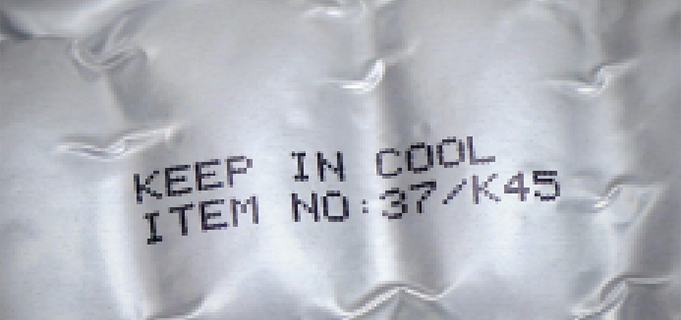 KEEP IN COOL
ITEM NO:37/K45